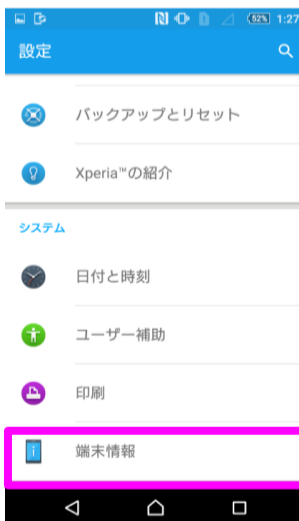 52% 1:27
設定
バックアップとリセット
Xperia™の紹介
システム
日付と時刻
ユーザー補助
印刷
端末情報